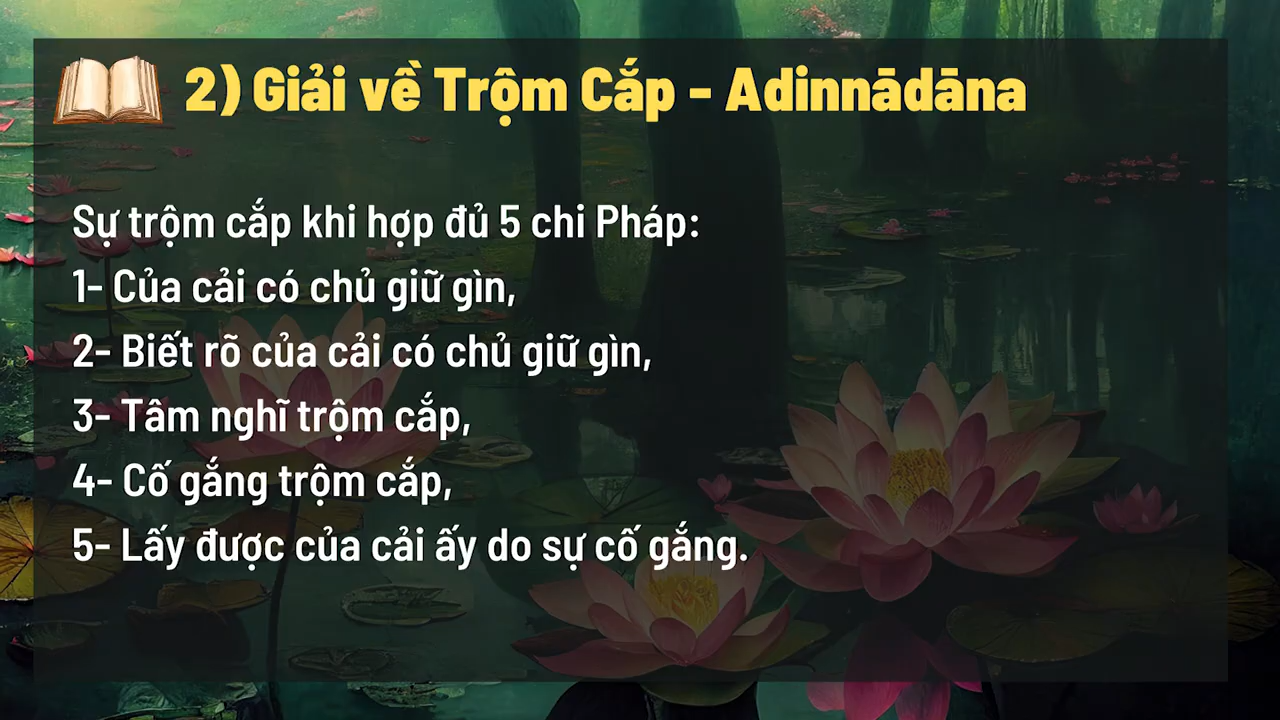 2) Giải về Trộm Cắp - Adinnādāna
Sự trộm cắp khi hợp đủ 5 chi Pháp:
1- Của cải có chủ giữ gìn,
2- Biết rõ của cải có chủ giữ gìn,
3- Tâm nghĩ trộm cắp,
4- Cố gắng trộm cắp,
5- Lấy được của cải ấy do sự cố gắng.